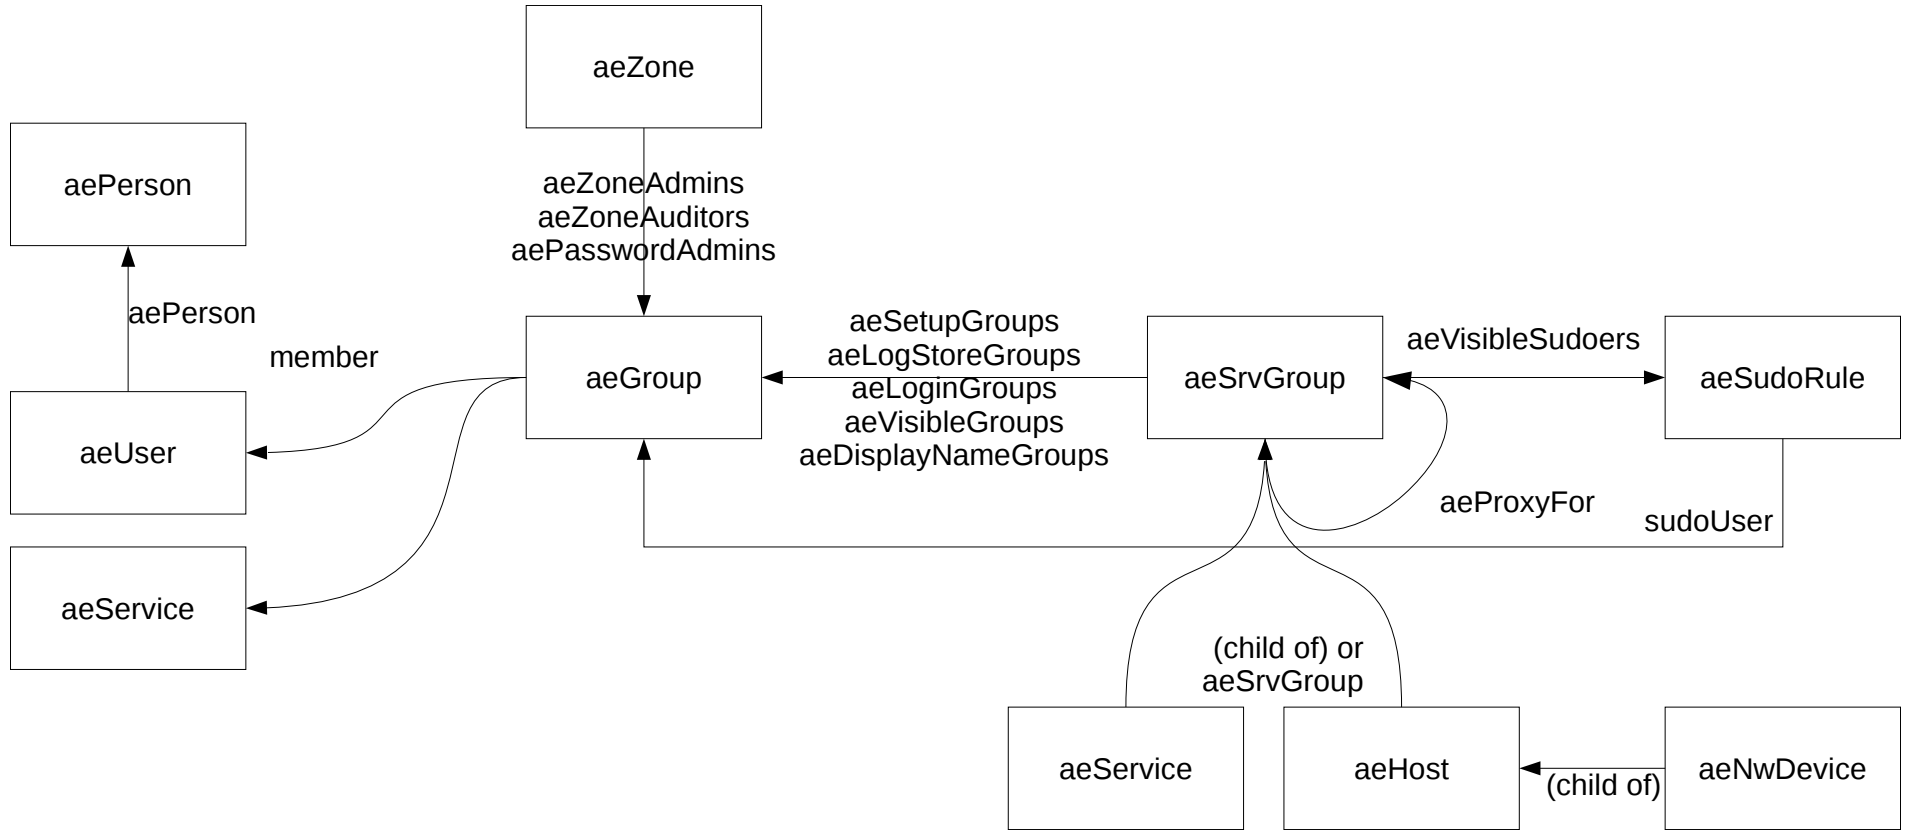 aeZone
aePerson
aeZoneAdmins
aeZoneAuditors
aePasswordAdmins
aePerson
member
aeUser
aeService
aeGroup
aeSetupGroups
aeLogStoreGroups
aeLoginGroups
aeVisibleGroups
aeDisplayNameGroups
aeSrvGroup
aeVisibleSudoers
aeSudoRule
aeProxyFor
sudoUser
(child of) or
aeSrvGroup
aeService
aeHost
(child of)
aeNwDevice